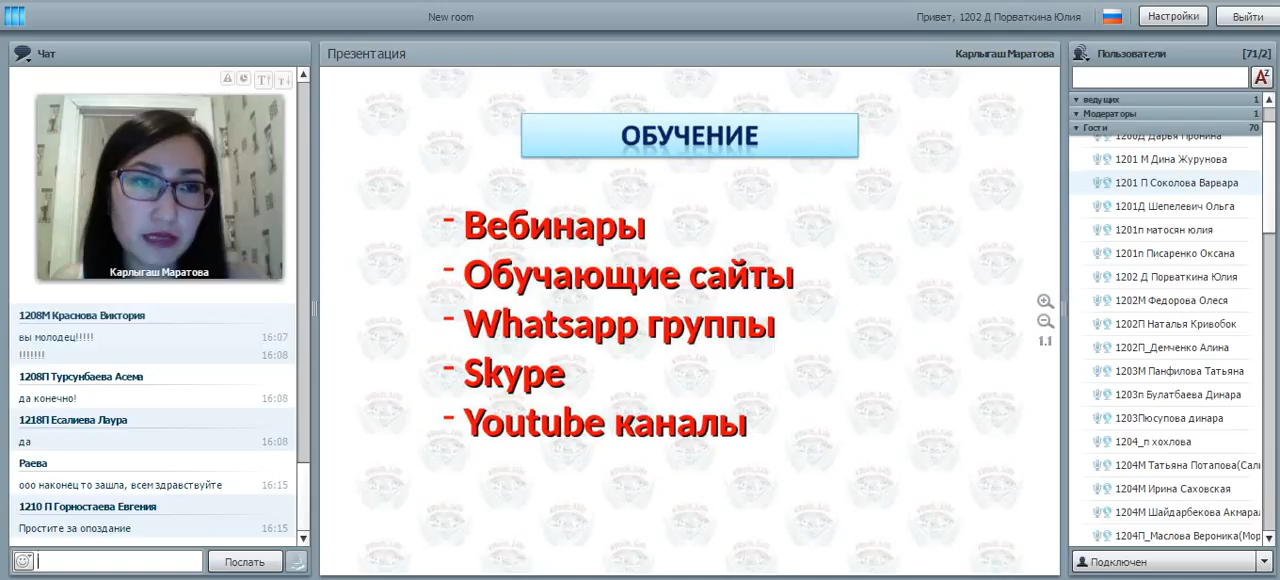 New room
Привет, 1202 Д Порваткина Юлия
Настройки
Выйти
Чат
Карлыгаш Маратова
1208М Краснова Виктория
вы молодец!!!!! 16:07
!!!!!!! 16:08
1208П Турсунбаева Асема
да конечно! 16:08
1218П Есалиева Лаура
да 16:08
Раева
ооо наконец то зашла, всем здравствуйте 16:15
1210 П Горностаева Евгения
Простите за опоздание 16:15
Послать
Презентация
Карлыгаш Маратова
ОБУЧЕНИЕ
- Вебинары
- Обучающие сайты
- Whatsapp группы
- Skype
- Youtube каналы
1.1
Пользователи [71/2]
ведущих 1
Модераторы 1
Гости 70
1200Д Дарья Пронина
1201 М Дина Журунова
1201 П Соколова Варвара
1201Д Шепелевич Ольга
1201п матосян юлия
1201п Писаренко Оксана
1202 Д Порваткина Юлия
1202М Федорова Олеся
1202П Наталья Кривобок
1202П_Демченко Алина
1203М Панфилова Татьяна
1203п Булатбаева Динара
1203Пюсупова динара
1204_п хохлова
1204М Татьяна Потапова(Сали
1204М Ирина Саховская
1204М Шайдарбекова Акмарал
1204П_Маслова Вероника(Мор
Подключен